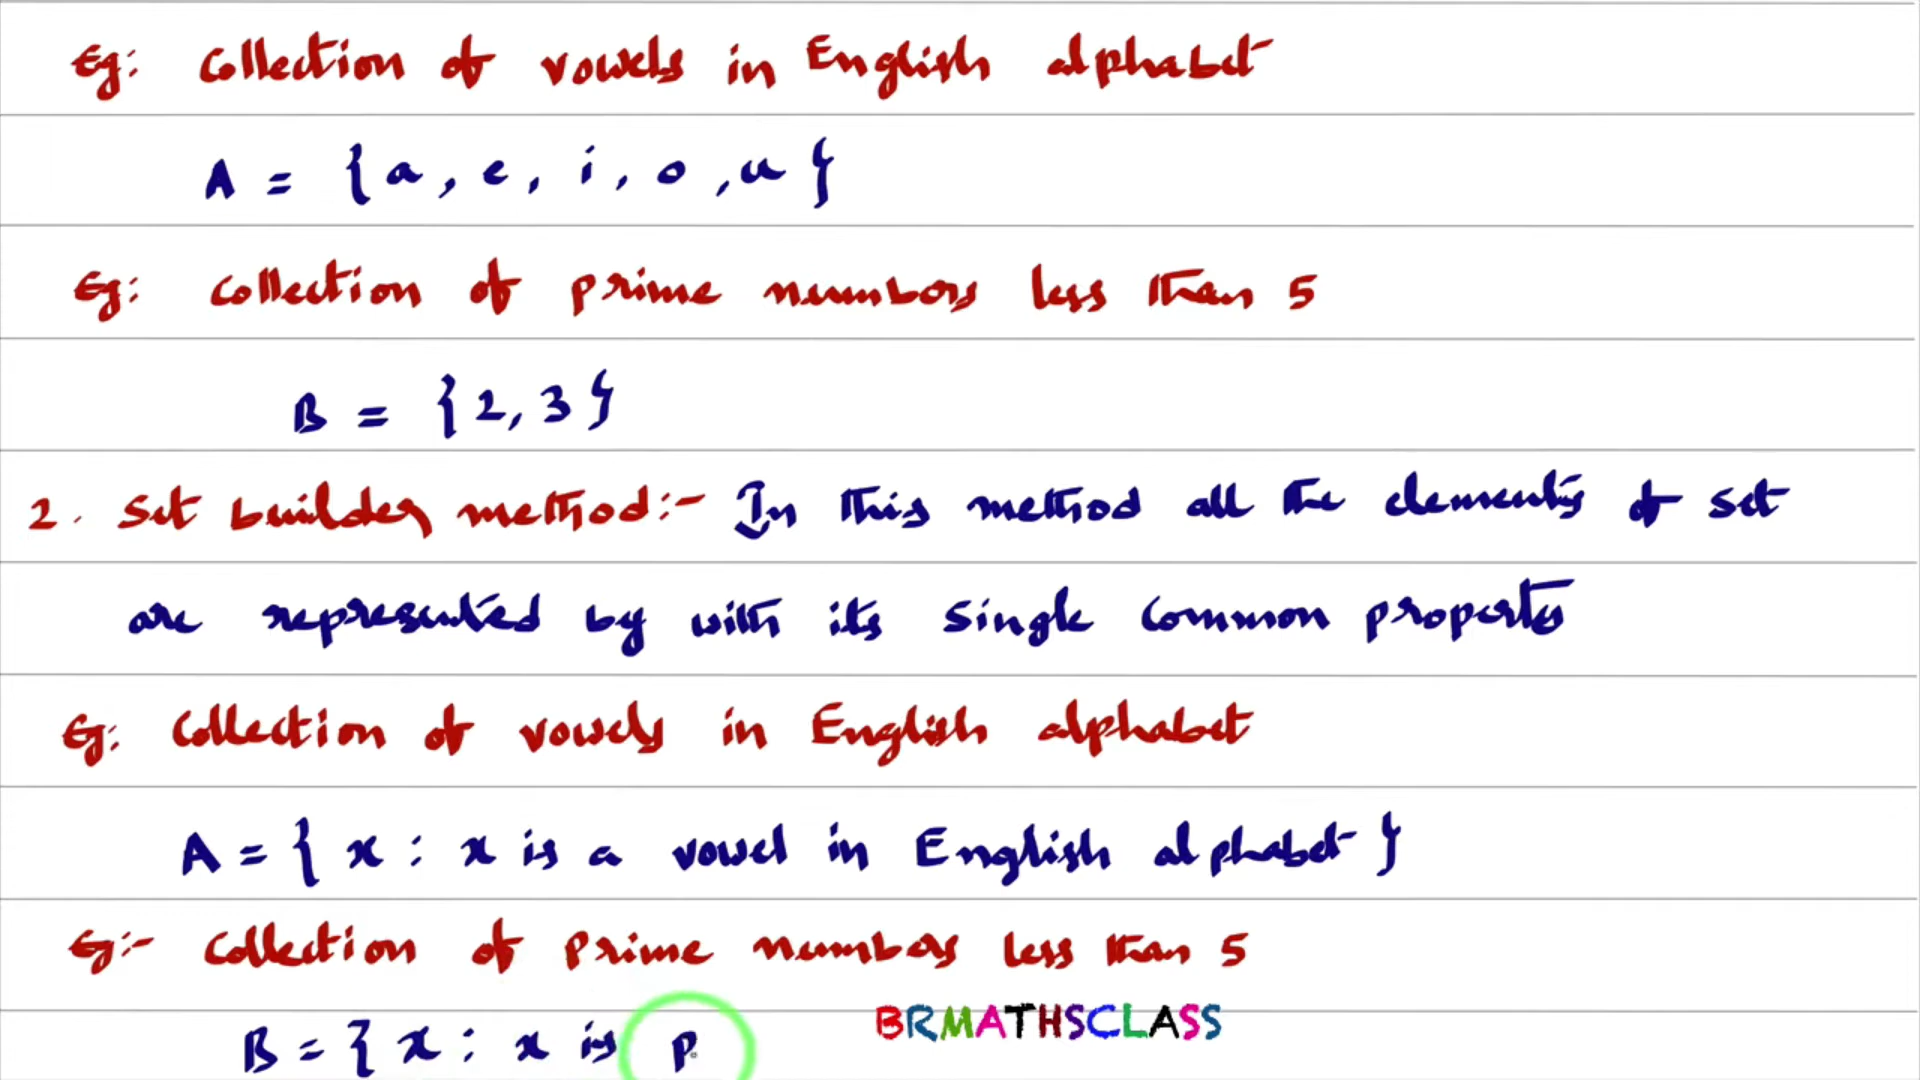 Eg: Collection of vowels in English alphabet
A = {a, e, i, o, u}
Eg: Collection of prime numbers less than 5
B = {2, 3}
2. Set builder method:- In this method all the elements of set
are represented by with its single common property
Eg: Collection of vowels in English alphabet
A = { x : x is a vowel in English alphabet }
Eg:- Collection of prime numbers less than 5
BRMATHSCLASS
B = { x : x is p